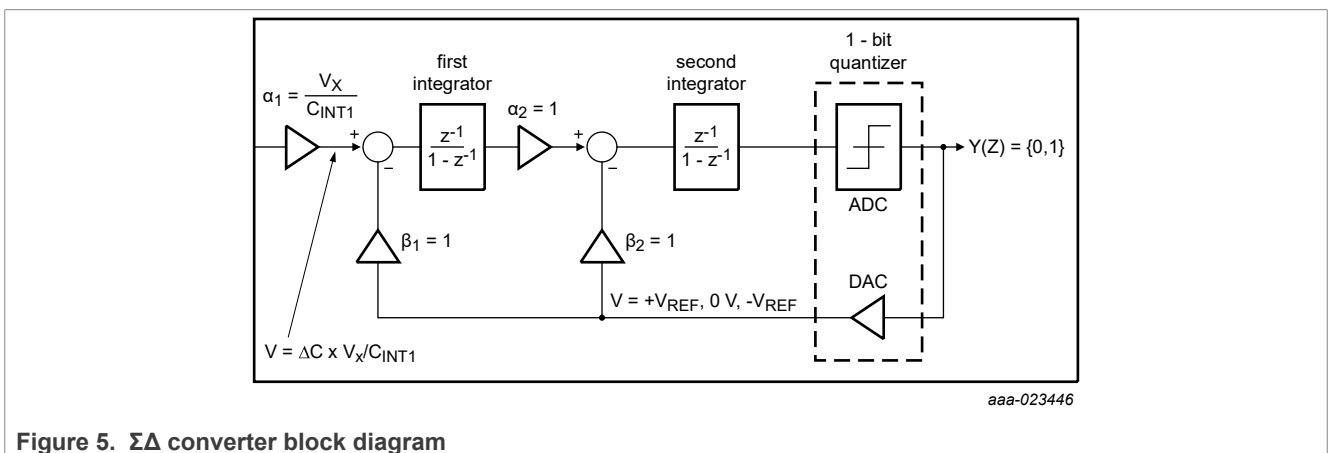 1 - bit
quantizer
first
integrator
second
integrator
α1 = VX
CINT1
α2 = 1
+
+
z-1
1 - z-1
z-1
1 - z-1
Y(Z) = {0,1}
−
−
ADC
β1 = 1
β2 = 1
DAC
V = +VREF, 0 V, -VREF
V = ΔC x Vx/CINT1
aaa-023446
Figure 5. ΣΔ converter block diagram